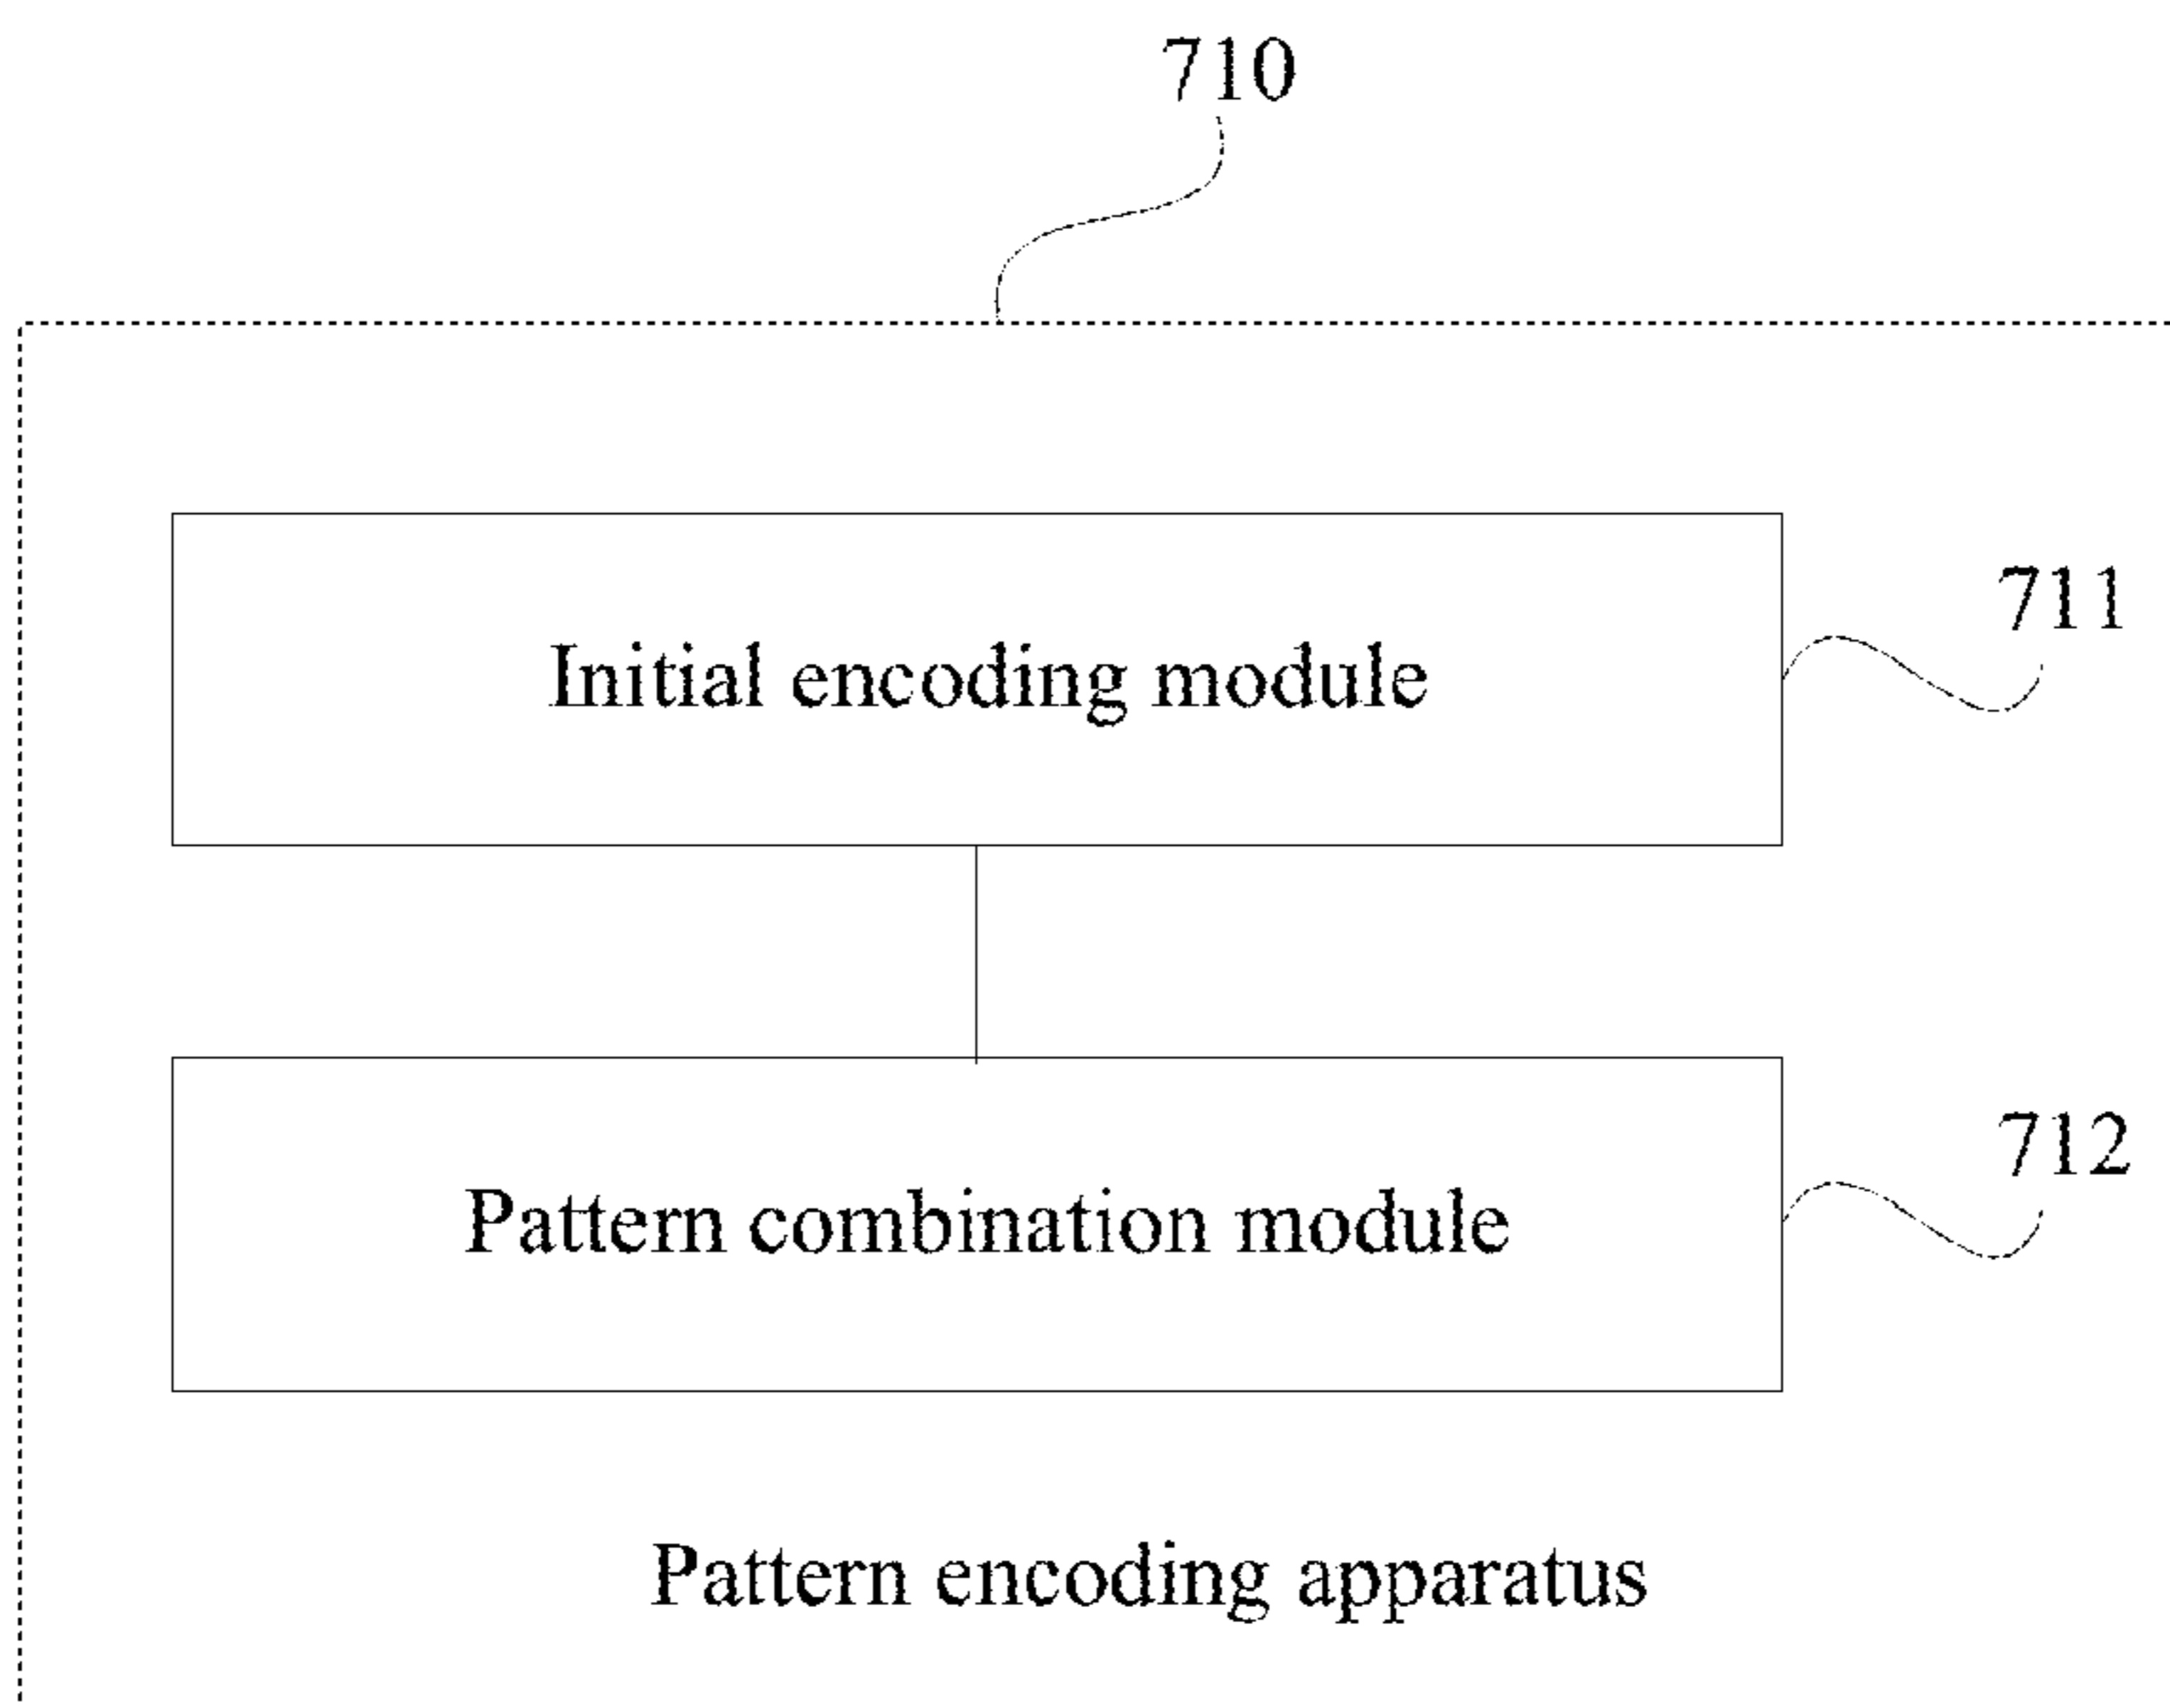 710
Initial encoding module
711
Pattern combination module
712
Pattern encoding apparatus